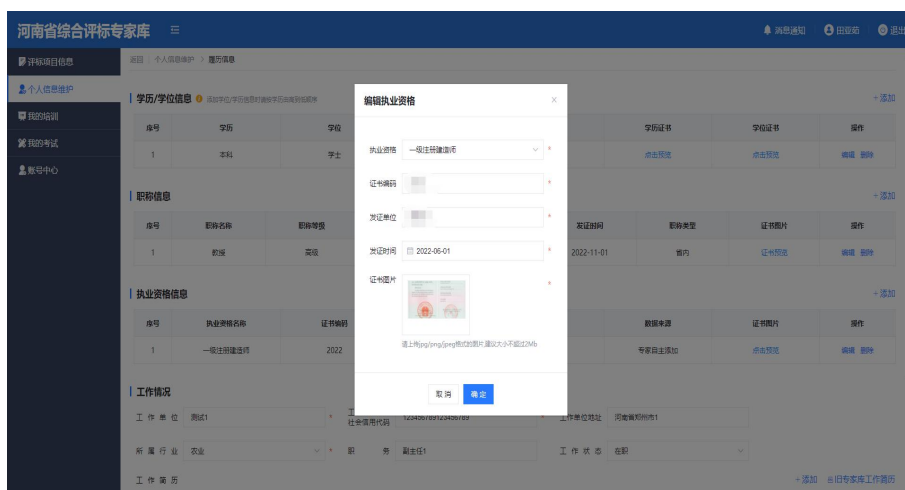 河南省综合评标专家库
消息通知
田亚茹
退出
评标项目信息
返回 个人信息维护 > 履历信息
个人信息维护
学历/学位信息
+添加
我的培训
序号 学历 学位 学历证书 学位证书 操作
我的考试
1 本科 学士 点击预览 点击预览 编辑 删除
账号中心
职称信息
+添加
序号 职称名称 职称等级 发证时间 职称类型 证书图片 操作
1 教授 高级 2022-11-01 省内 证书预览 编辑 删除
执业资格信息
+添加
序号 执业资格名称 证书编码 数据来源 证书图片 操作
1 一级注册建造师 2022 专家自主添加 点击预览 编辑 删除
编辑执业资格
执业资格 一级注册建造师 *
证书编码 *
发证单位 *
发证时间 2022-06-01 *
证书图片 *
请上传jpg/png/jpeg格式的图片,建议大小不超过2Mb
取消 确定
工作情况
工作单位 测试1 * 社会信用代码 123456789123456789 * 工作单位地址 河南省郑州市1
所属行业 农业 * 职务 副主任1 工作状态 在职
工作简历
+添加 旧专家库工作履历